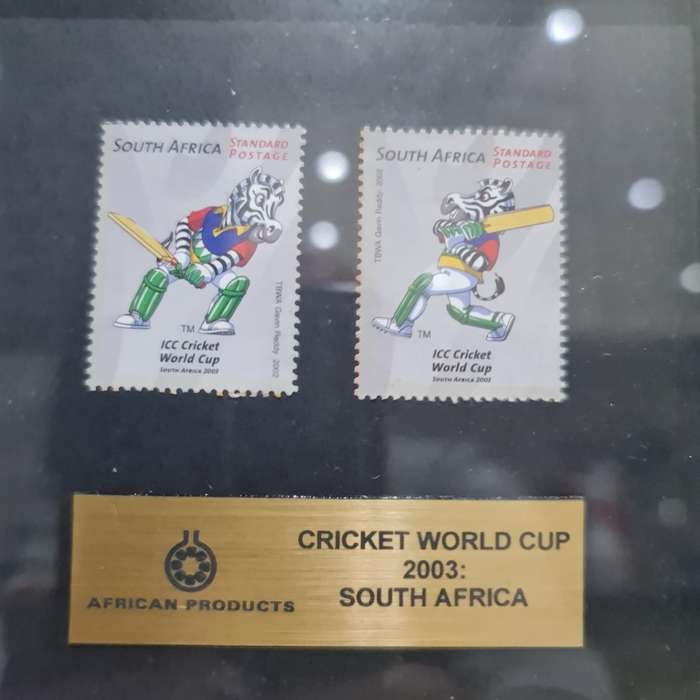 SOUTH AFRICA STANDARD POSTAGE
TM
ICC Cricket
World Cup
SOUTH AFRICA 2003
TBWA Gavin Reddy 2002
SOUTH AFRICA STANDARD POSTAGE
TBWA Gavin Reddy 2002
TM
ICC Cricket
World Cup
SOUTH AFRICA 2003
AFRICAN PRODUCTS
CRICKET WORLD CUP
2003:
SOUTH AFRICA